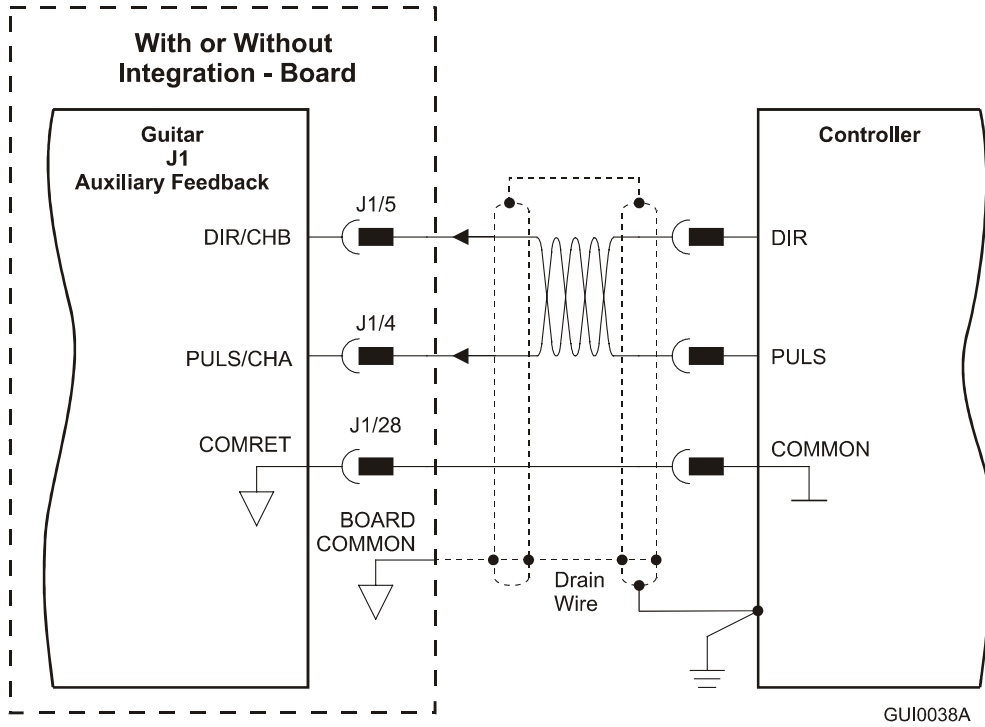 With or Without
Integration - Board
Guitar
J1
Auxiliary Feedback
Controller
J1/5
DIR/CHB
DIR
J1/4
PULS/CHA
PULS
J1/28
COMRET
COMMON
BOARD
COMMON
Drain
Wire
GUI0038A